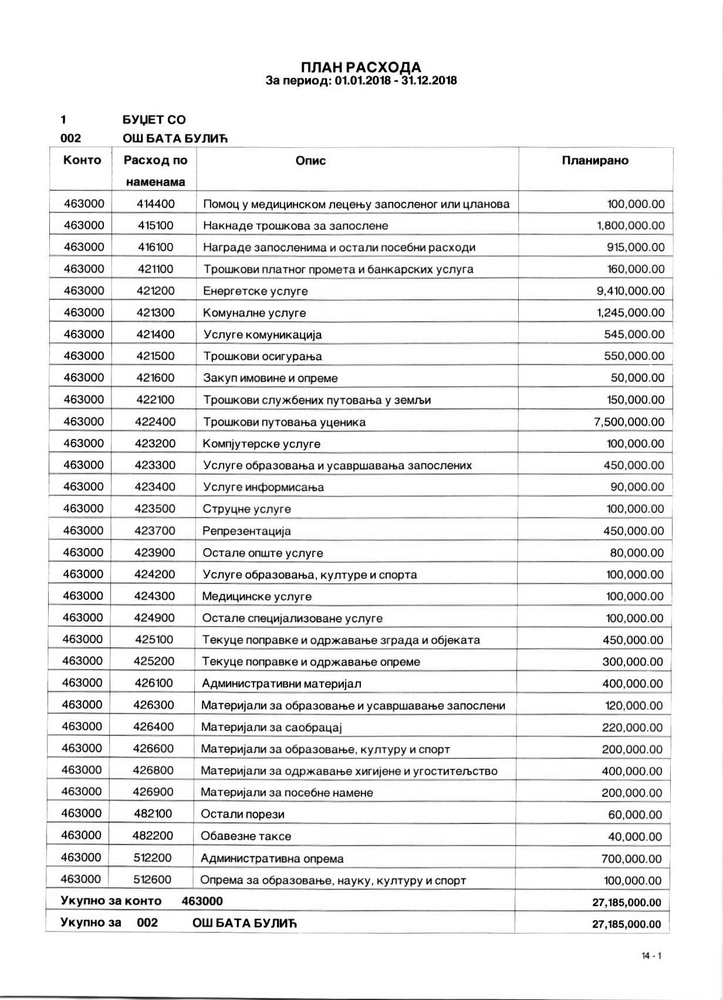 ПЛАН РАСХОДА
За период: 01.01.2018 - 31.12.2018
1 БУЏЕТ СО
002 ОШ БАТА БУЛИЋ
Конто Расход по наменама Опис Планирано
463000 414400 Помоц у медицинском лецењу запосленог или цланова 100,000.00
463000 415100 Накнаде трошкова за запослене 1,800,000.00
463000 416100 Награде запосленима и остали посебни расходи 915,000.00
463000 421100 Трошкови платног промета и банкарских услуга 160,000.00
463000 421200 Енергетске услуге 9,410,000.00
463000 421300 Комуналне услуге 1,245,000.00
463000 421400 Услуге комуникација 545,000.00
463000 421500 Трошкови осигурања 550,000.00
463000 421600 Закуп имовине и опреме 50,000.00
463000 422100 Трошкови службених путовања у земљи 150,000.00
463000 422400 Трошкови путовања уценика 7,500,000.00
463000 423200 Компјутерске услуге 100,000.00
463000 423300 Услуге образовања и усавршавања запослених 450,000.00
463000 423400 Услуге информисања 90,000.00
463000 423500 Струцне услуге 100,000.00
463000 423700 Репрезентација 450,000.00
463000 423900 Остале опште услуге 80,000.00
463000 424200 Услуге образовања, културе и спорта 100,000.00
463000 424300 Медицинске услуге 100,000.00
463000 424900 Остале специјализоване услуге 100,000.00
463000 425100 Текуце поправке и одржавање зграда и објеката 450,000.00
463000 425200 Текуце поправке и одржавање опреме 300,000.00
463000 426100 Административни материјал 400,000.00
463000 426300 Материјали за образовање и усавршавање запослени 120,000.00
463000 426400 Материјали за саобрацај 220,000.00
463000 426600 Материјали за образовање, културу и спорт 200,000.00
463000 426800 Материјали за одржавање хигијене и угоститељство 400,000.00
463000 426900 Материјали за посебне намене 200,000.00
463000 482100 Остали порези 60,000.00
463000 482200 Обавезне таксе 40,000.00
463000 512200 Административна опрема 700,000.00
463000 512600 Опрема за образовање, науку, културу и спорт 100,000.00
Укупно за конто 463000 27,185,000.00
Укупно за 002 ОШ БАТА БУЛИЋ 27,185,000.00
14 - 1